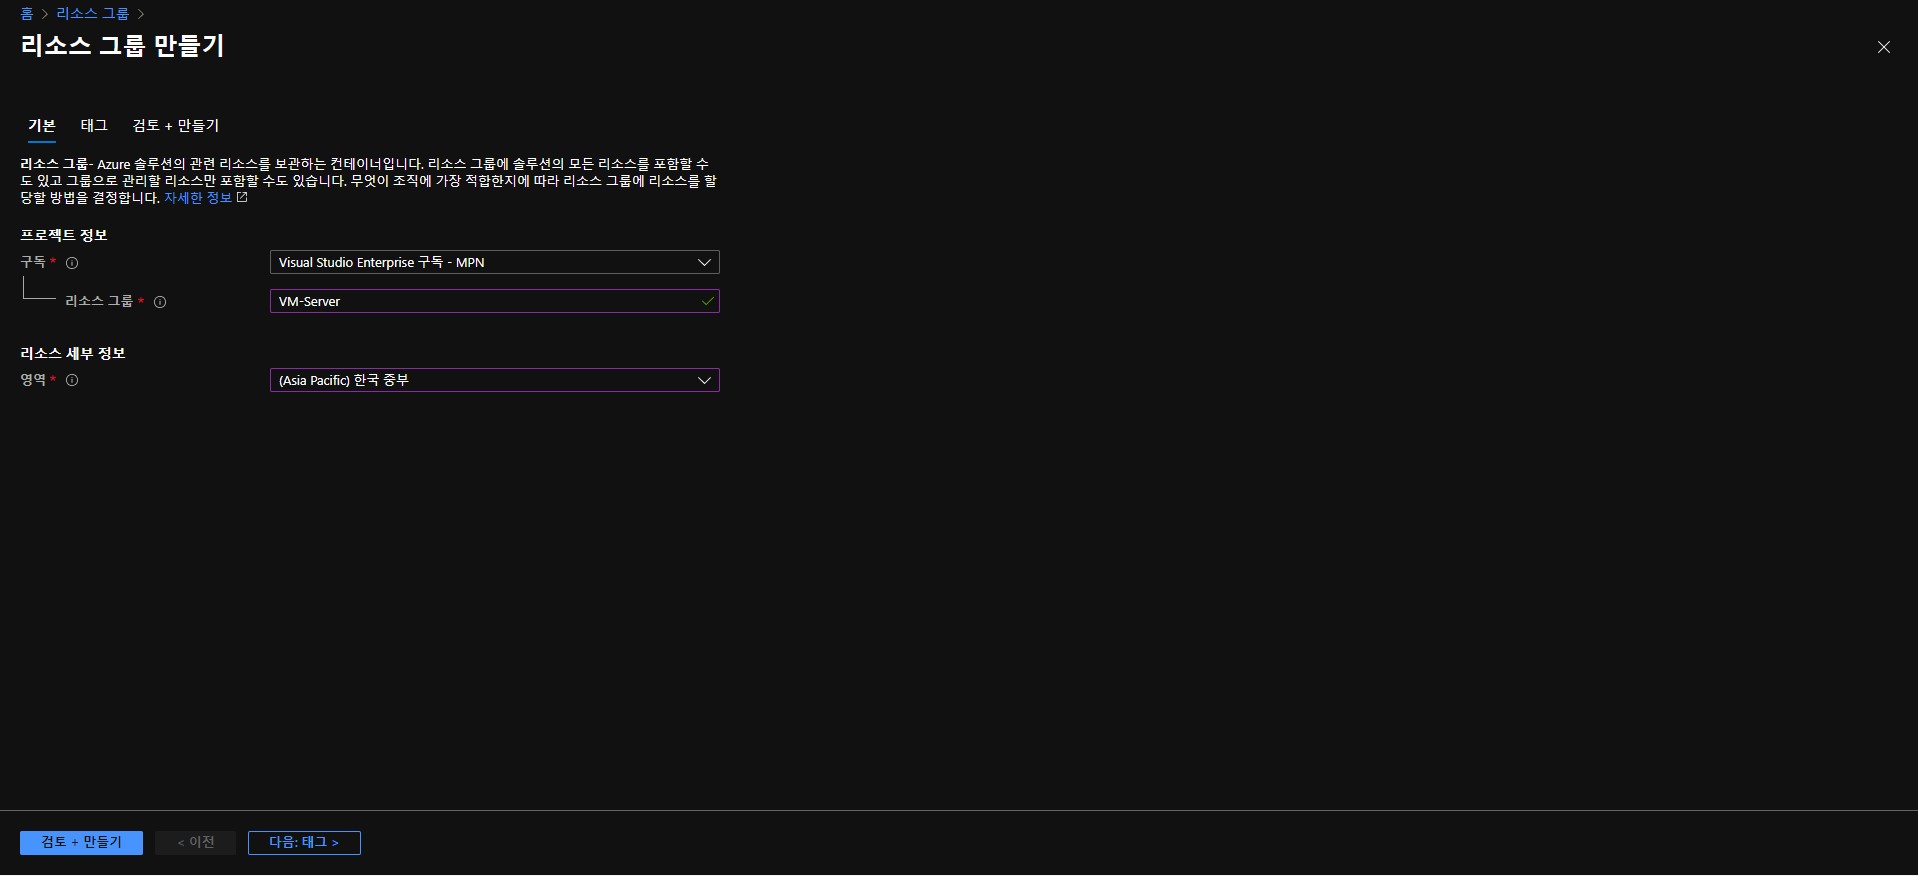 홈 > 리소스 그룹 >
리소스 그룹 만들기
기본 태그 검토 + 만들기
리소스 그룹- Azure 솔루션의 관련 리소스를 보관하는 컨테이너입니다. 리소스 그룹에 솔루션의 모든 리소스를 포함할 수
도 있고 그룹으로 관리할 리소스만 포함할 수도 있습니다. 무엇이 조직에 가장 적합한지에 따라 리소스 그룹에 리소스를 할
당할 방법을 결정합니다. 자세한 정보
프로젝트 정보
구독 * Visual Studio Enterprise 구독 - MPN
리소스 그룹 * VM-Server
리소스 세부 정보
영역 * (Asia Pacific) 한국 중부
검토 + 만들기 < 이전 다음: 태그 >